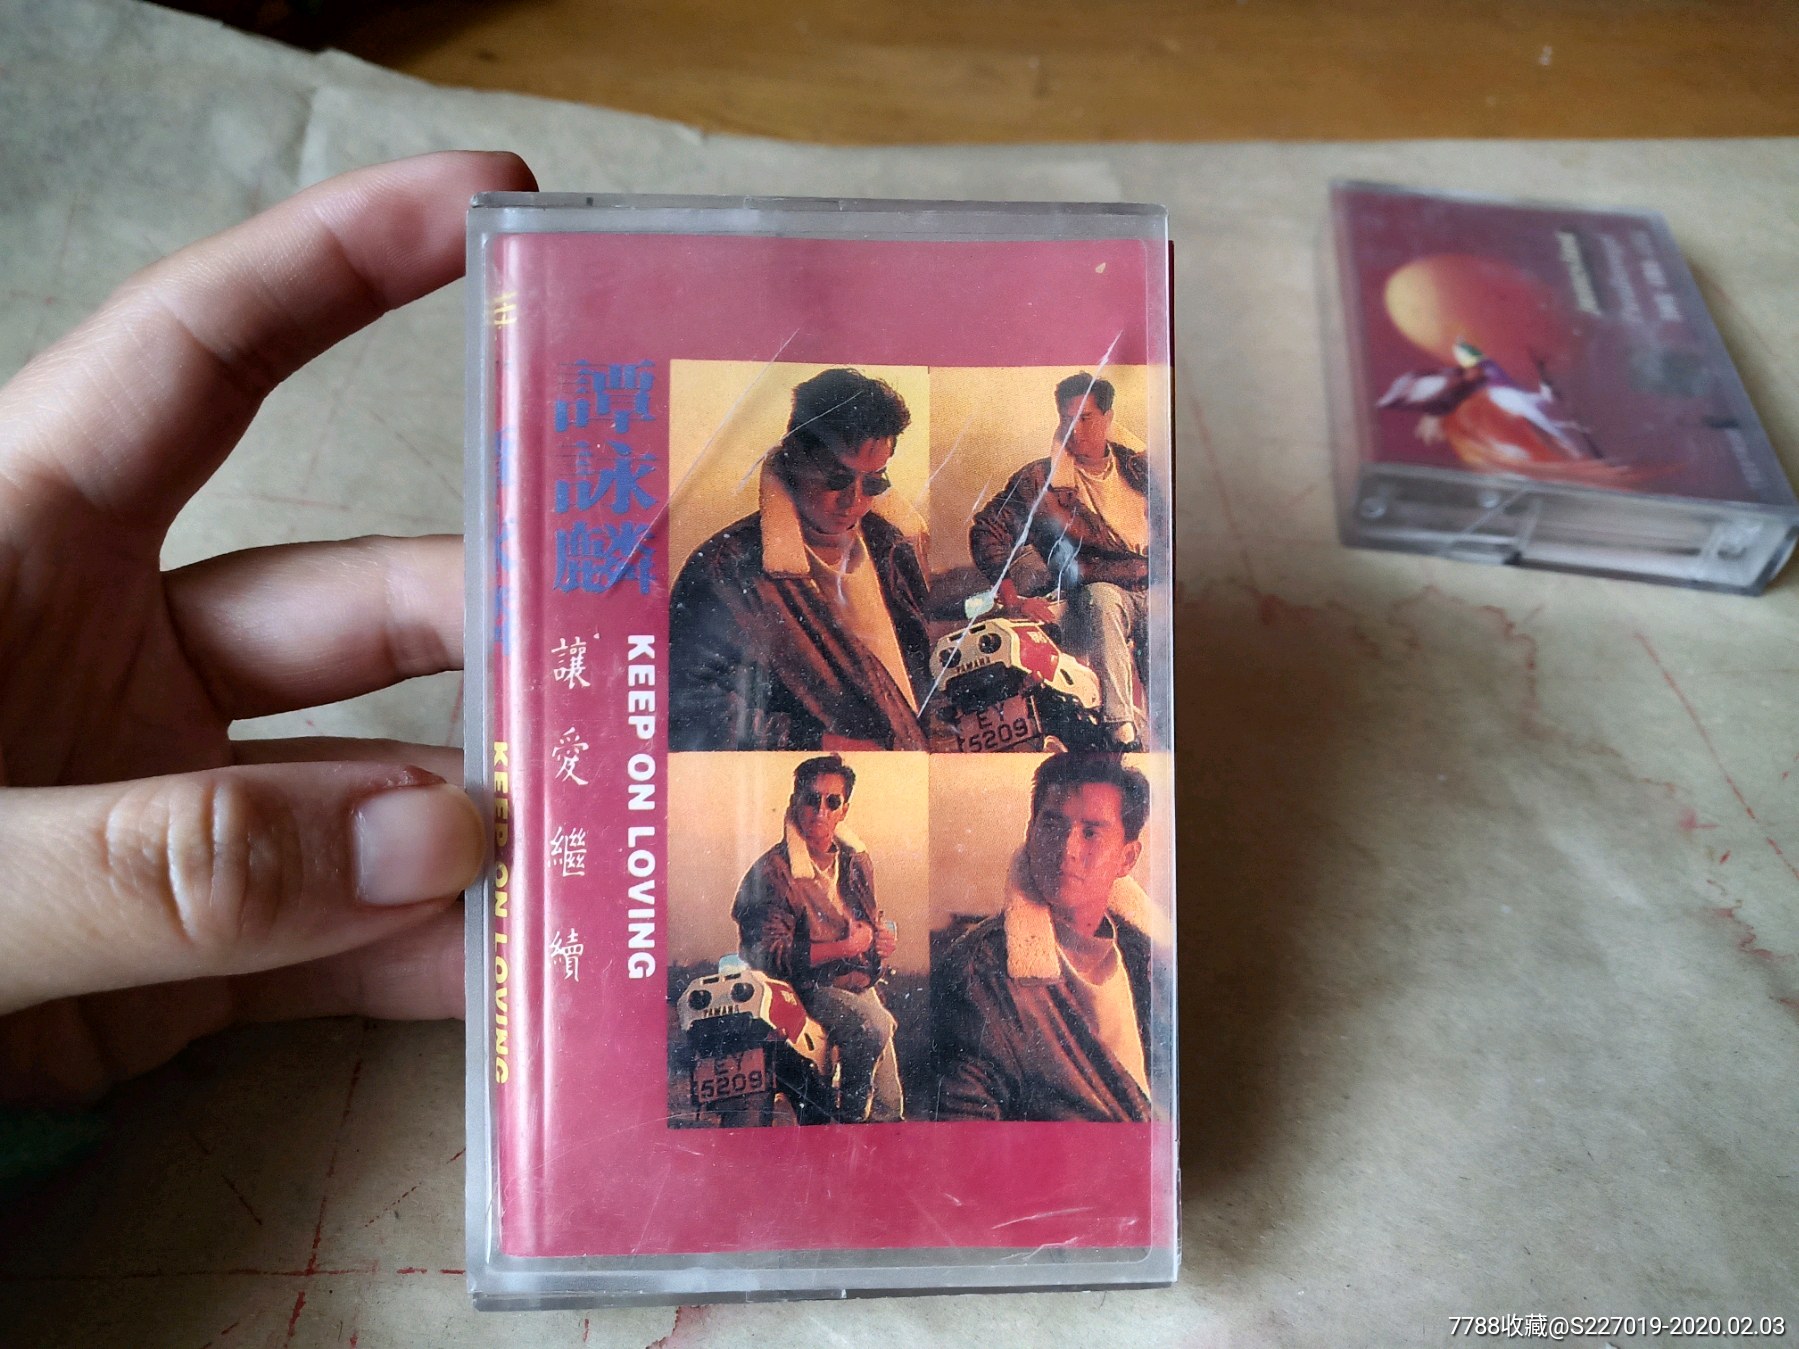 譚詠麟
讓愛繼續
KEEP ON LOVING
KEEP ON LOVING
YAMAHA
EY
5209
YAMAHA
EY
5209
7788收藏@S227019-2020.02.03